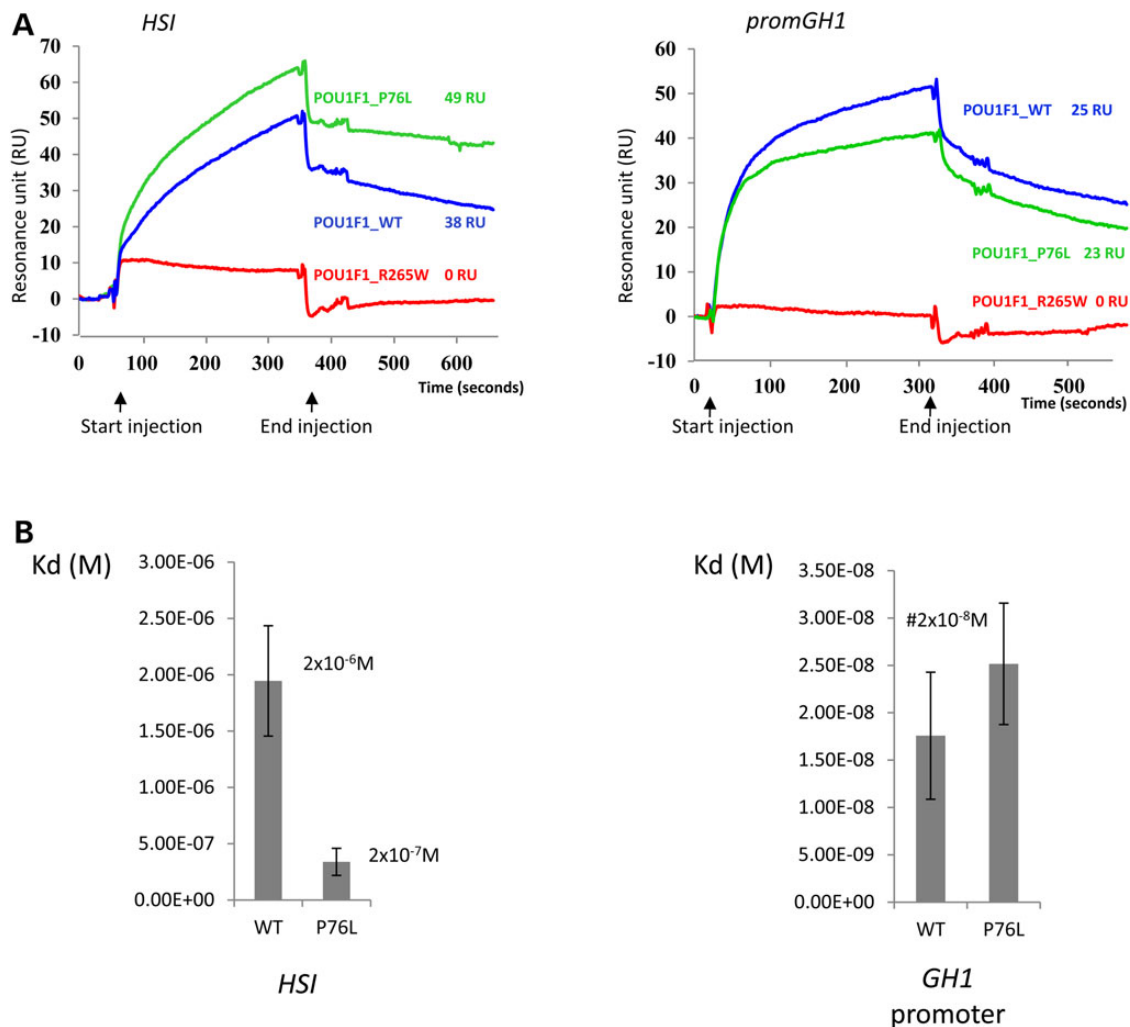 A
HSI
Resonance unit (RU)
70
60
50
40
30
20
10
0
-10
POU1F1_P76L 49 RU
POU1F1_WT 38 RU
POU1F1_R265W 0 RU
0 100 200 300 400 500 600
Time (seconds)
Start injection End injection
promGH1
Resonance unit (RU)
60
50
40
30
20
10
0
-10
POU1F1_WT 25 RU
POU1F1_P76L 23 RU
POU1F1_R265W 0 RU
0 100 200 300 400 500
Time (seconds)
Start injection End injection
B
Kd (M)
3.00E-06
2.50E-06
2.00E-06
1.50E-06
1.00E-06
5.00E-07
0.00E+00
2x10⁻⁶M
2x10⁻⁷M
WT P76L
HSI
Kd (M)
3.50E-08
3.00E-08
2.50E-08
2.00E-08
1.50E-08
1.00E-08
5.00E-09
0.00E+00
#2x10⁻⁸M
WT P76L
GH1
promoter